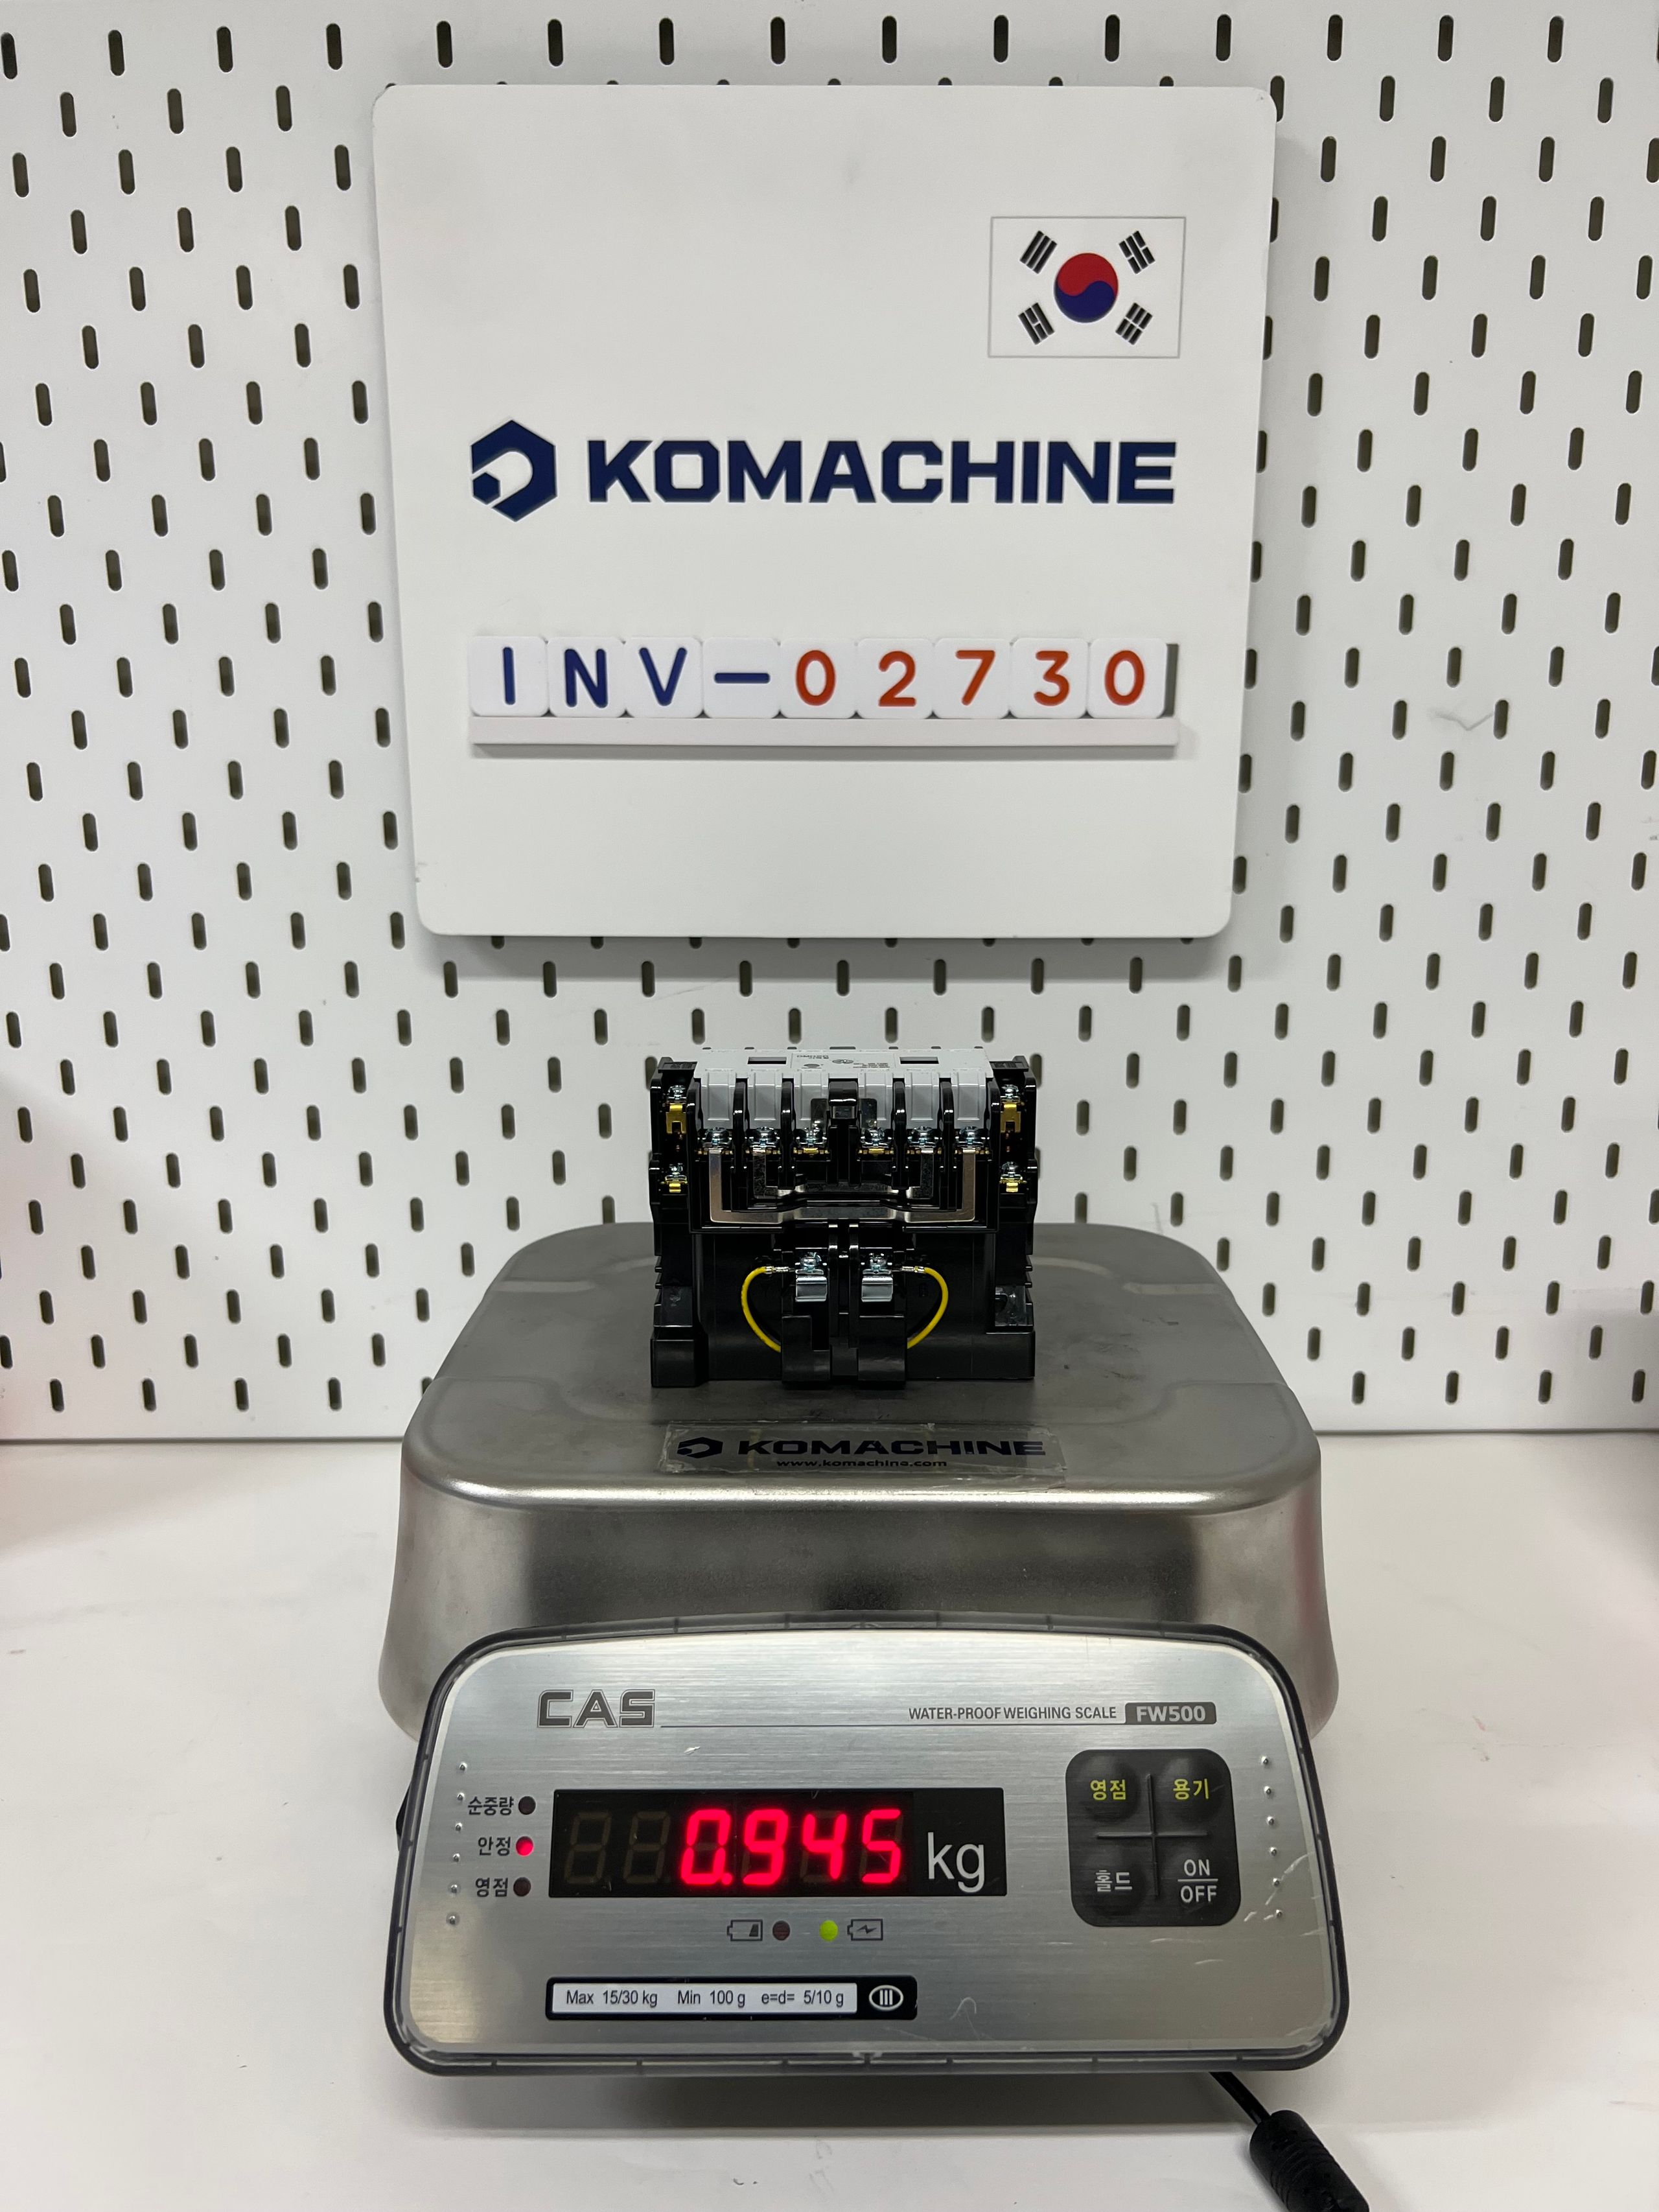 KOMACHINE
INV-02730
KOMACHINE
www.komachine.com
CAS
WATER-PROOF WEIGHING SCALE FW500
영점 용기
순중량
안정
영점
0.945 kg
홀드 ON/OFF
Max 15/30 kg Min 100 g e=d= 5/10 g III